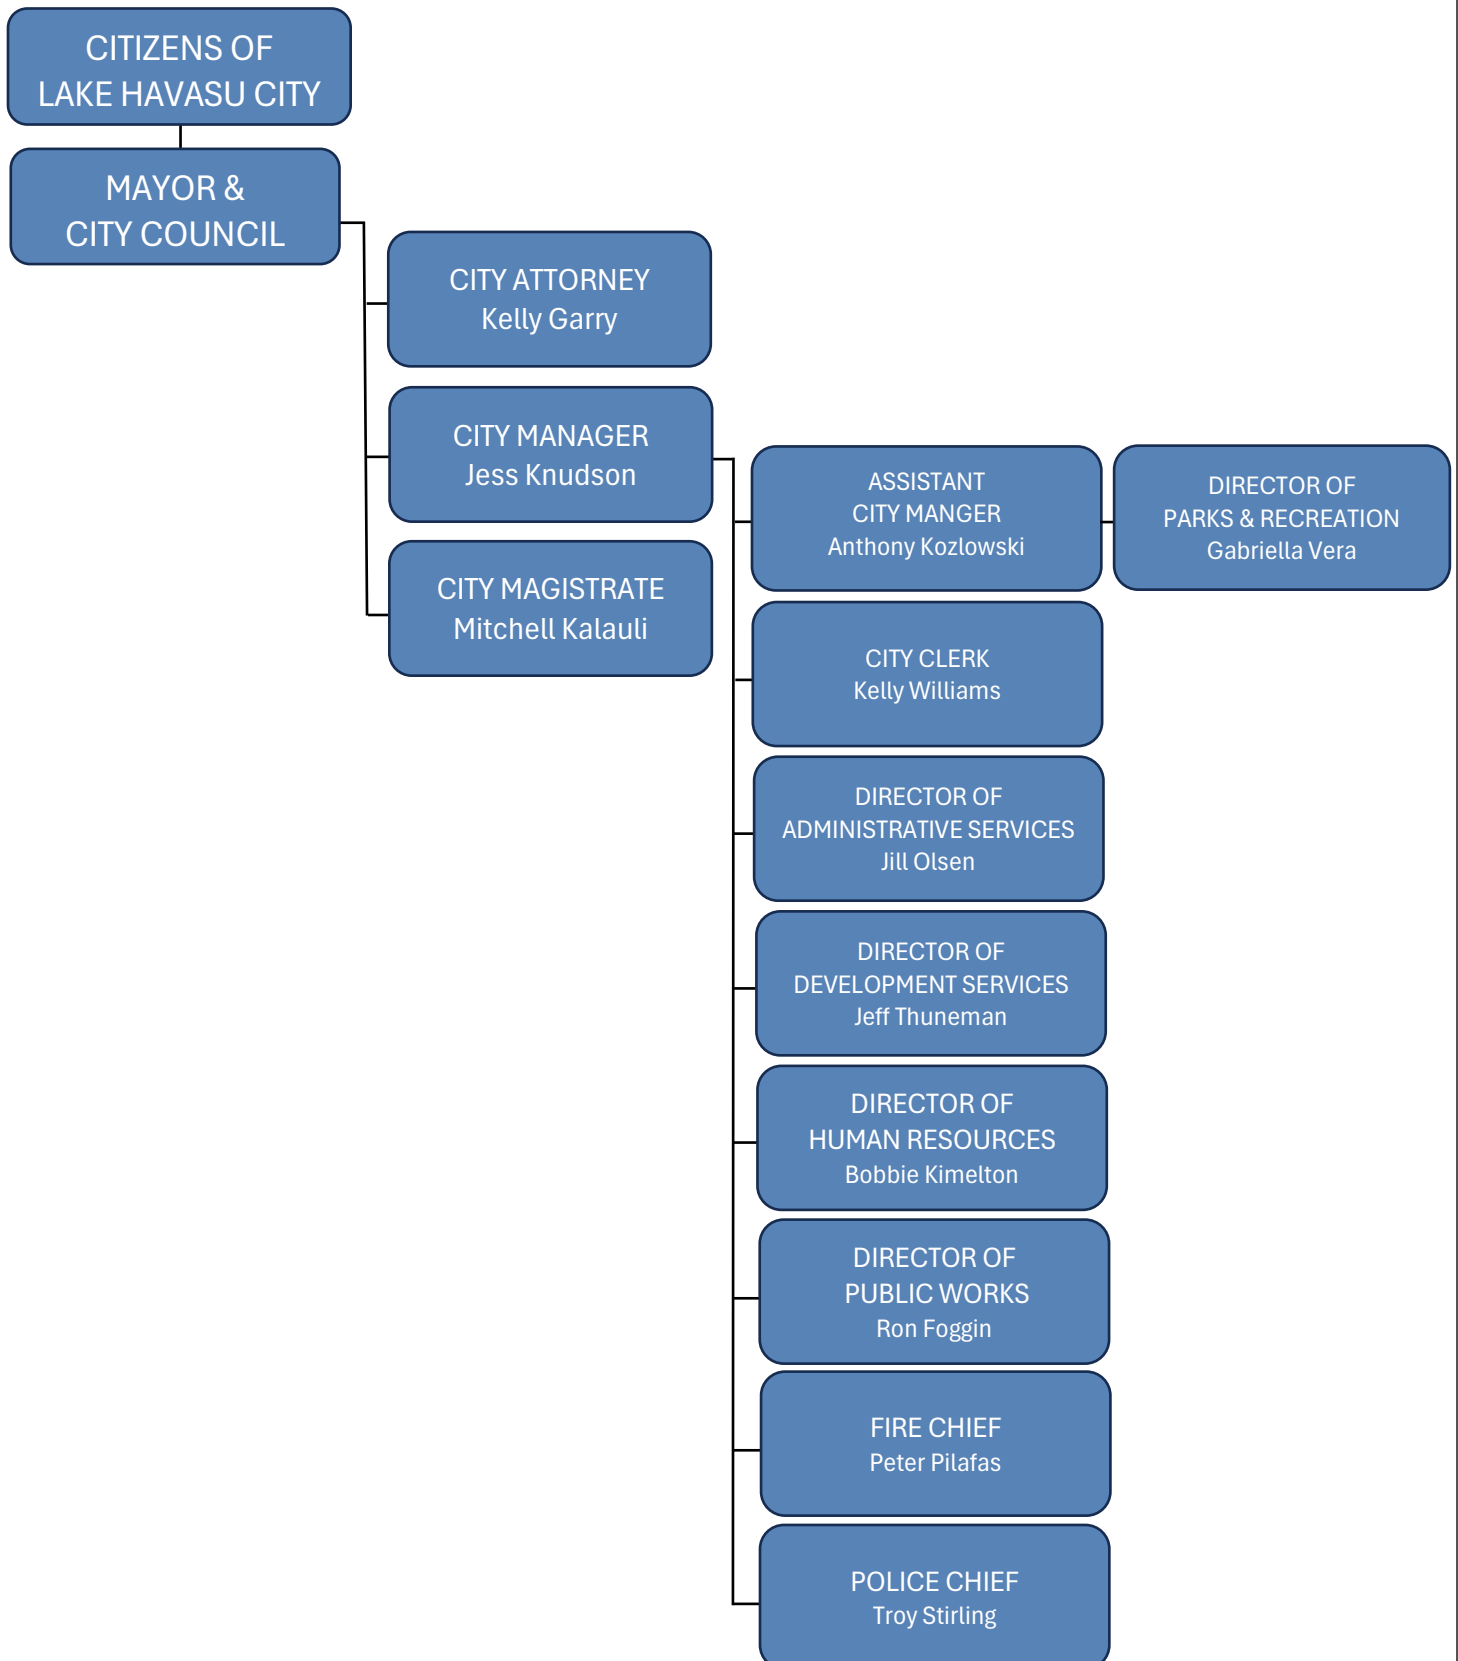 CITIZENS OF
LAKE HAVASU CITY
MAYOR &
CITY COUNCIL
CITY ATTORNEY
Kelly Garry
CITY MANAGER
Jess Knudson
CITY MAGISTRATE
Mitchell Kalauli
ASSISTANT
CITY MANGER
Anthony Kozlowski
DIRECTOR OF
PARKS & RECREATION
Gabriella Vera
CITY CLERK
Kelly Williams
DIRECTOR OF
ADMINISTRATIVE SERVICES
Jill Olsen
DIRECTOR OF
DEVELOPMENT SERVICES
Jeff Thuneman
DIRECTOR OF
HUMAN RESOURCES
Bobbie Kimelton
DIRECTOR OF
PUBLIC WORKS
Ron Foggin
FIRE CHIEF
Peter Pilafas
POLICE CHIEF
Troy Stirling